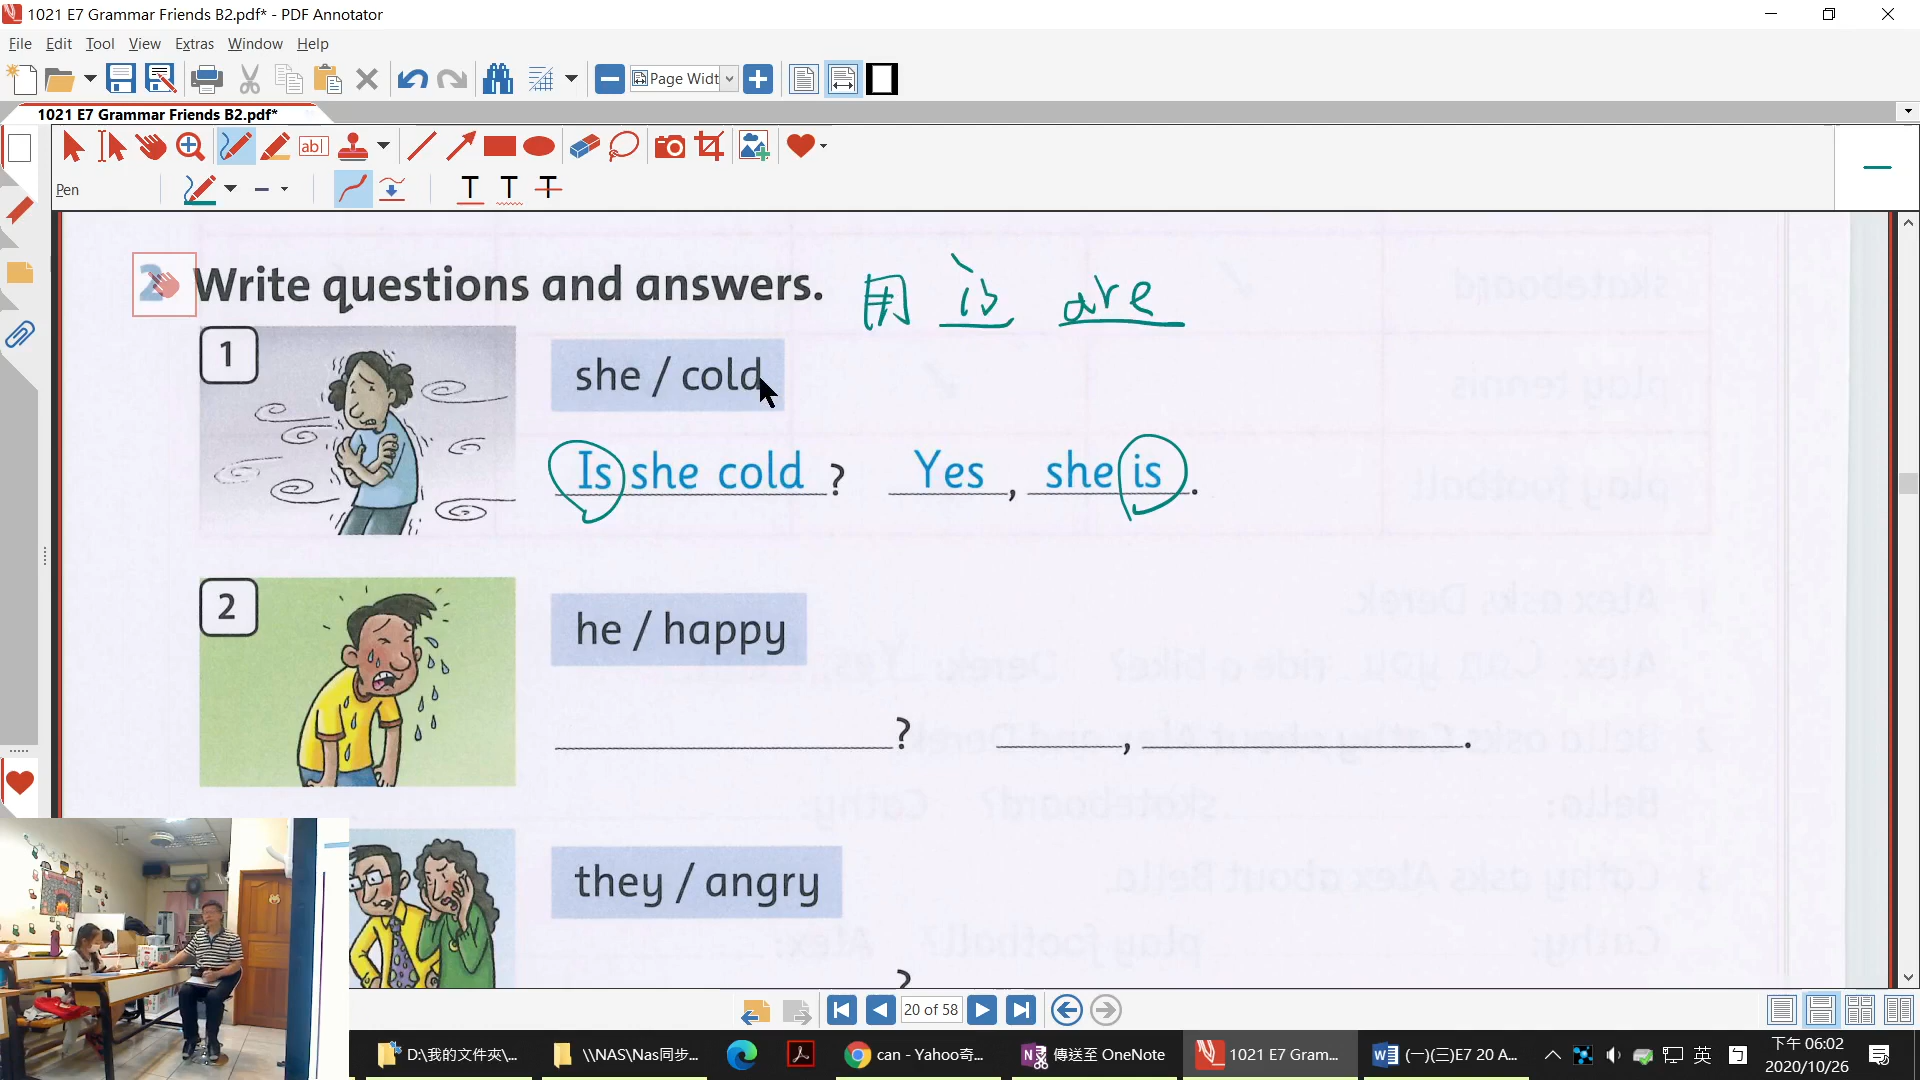 1021 E7 Grammar Friends B2.pdf* - PDF Annotator
File Edit Tool View Extras Window Help
Page Widt
1021 E7 Grammar Friends B2.pdf*
Pen
2 Write questions and answers. 用 is are
1
she / cold
Is she cold ? Yes , she is .
2
he / happy
? , .
they / angry
?
20 of 58
D:\我的文件夾\...
\\NAS\Nas同步...
can - Yahoo奇...
傳送至 OneNote
1021 E7 Gram...
(一)(三)E7 20 A...
英
下午 06:02
2020/10/26